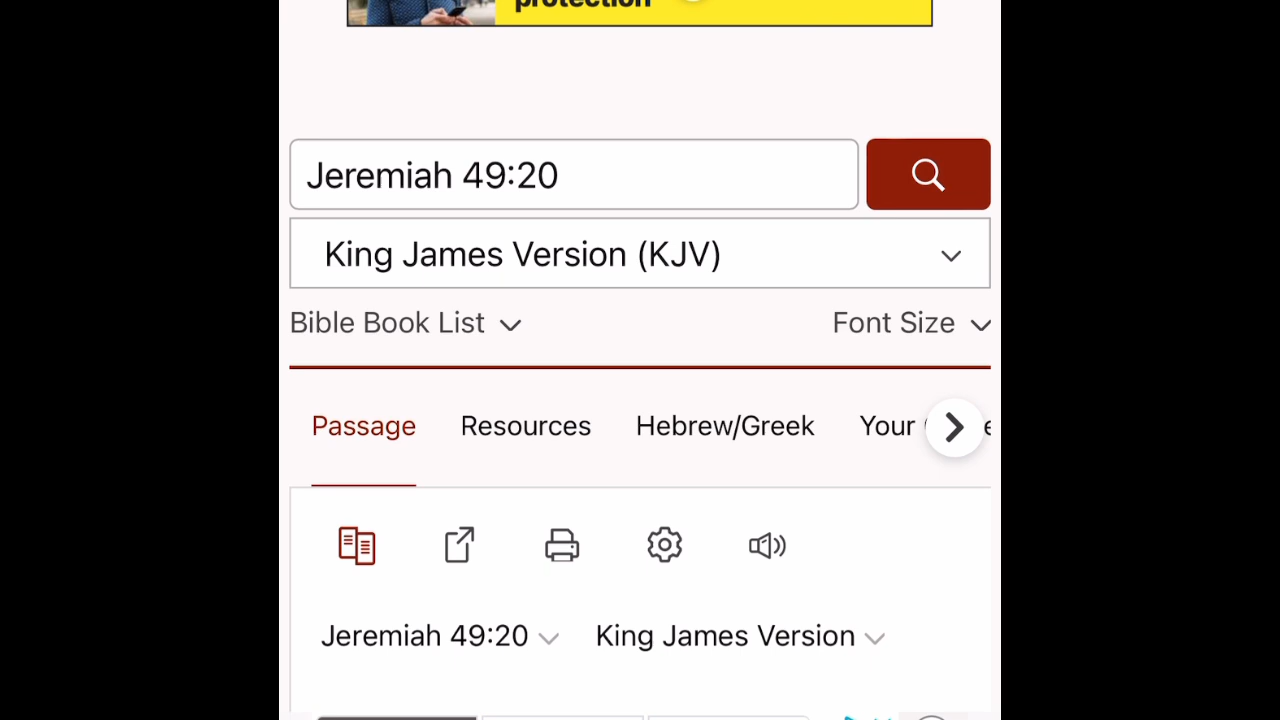 protection
Jeremiah 49:20
King James Version (KJV)
Bible Book List
Font Size
Passage Resources Hebrew/Greek Your
Jeremiah 49:20 King James Version